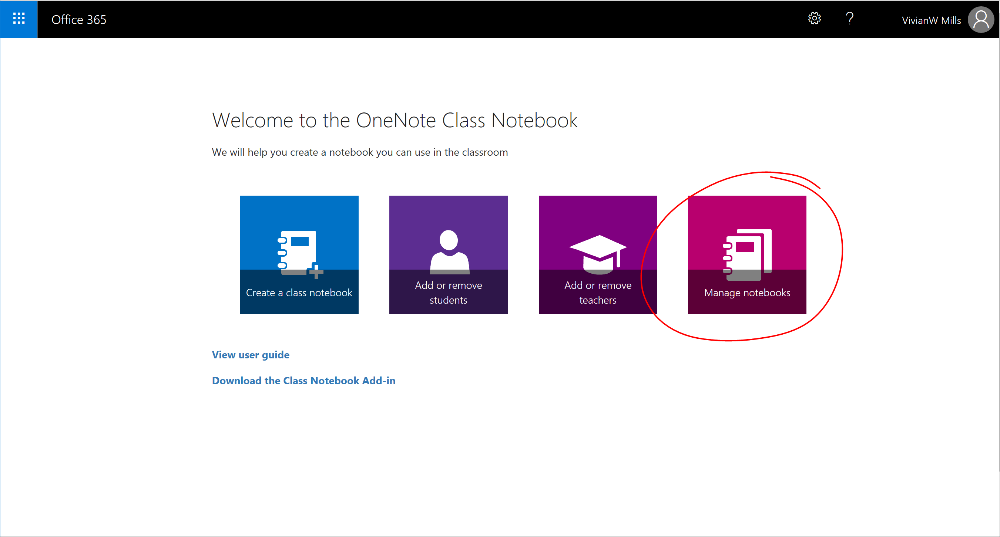 Office 365
?
VivianW Mills
Welcome to the OneNote Class Notebook
We will help you create a notebook you can use in the classroom
Create a class notebook
Add or remove
students
Add or remove
teachers
Manage notebooks
View user guide
Download the Class Notebook Add-in